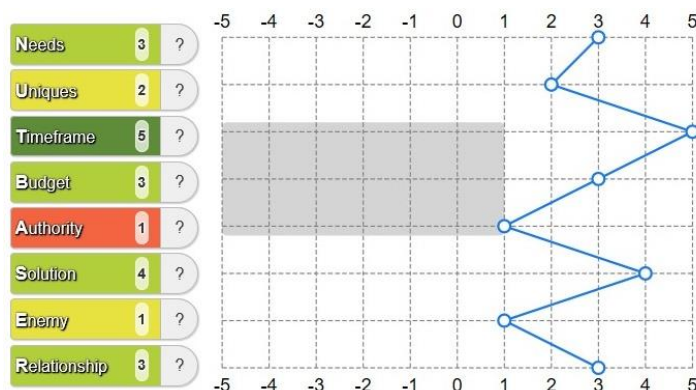 -5 -4 -3 -2 -1 0 1 2 3 4 5
Needs 3 ?
Uniques 2 ?
Timeframe 5 ?
Budget 3 ?
Authority 1 ?
Solution 4 ?
Enemy 1 ?
Relationship 3 ?
-5 -4 -3 -2 -1 0 1 2 3 4 5